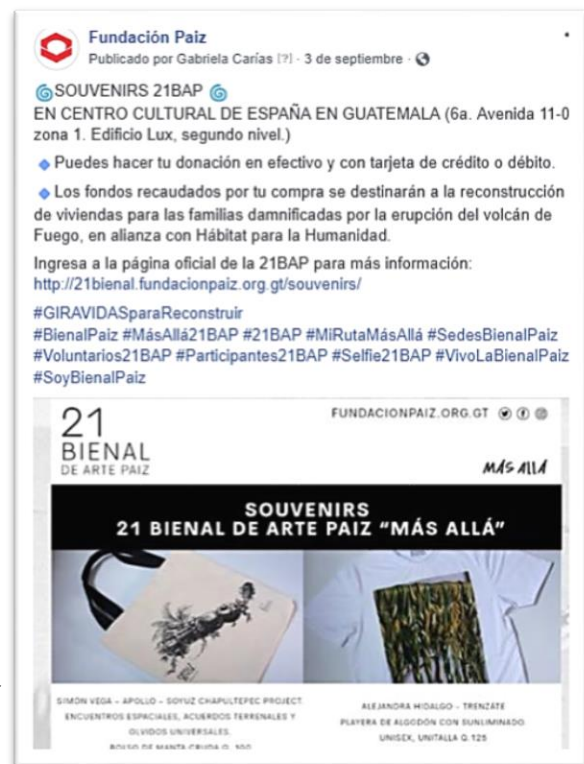 Fundación Paiz
Publicado por Gabriela Carías [?] · 3 de septiembre ·
SOUVENIRS 21BAP
EN CENTRO CULTURAL DE ESPAÑA EN GUATEMALA (6a. Avenida 11-0
zona 1. Edificio Lux, segundo nivel.)
Puedes hacer tu donación en efectivo y con tarjeta de crédito o débito.
Los fondos recaudados por tu compra se destinarán a la reconstrucción
de viviendas para las familias damnificadas por la erupción del volcán de
Fuego, en alianza con Hábitat para la Humanidad.
Ingresa a la página oficial de la 21BAP para más información:
http://21bienal.fundacionpaiz.org.gt/souvenirs/
#GIRAVIDASparaReconstruir
#BienalPaiz #MásAllá21BAP #21BAP #MiRutaMásAllá #SedesBienalPaiz
#Voluntarios21BAP #Participantes21BAP #Selfie21BAP #VivoLaBienalPaiz
#SoyBienalPaiz
21
BIENAL
DE ARTE PAIZ
FUNDACIONPAIZ.ORG.GT
MÁS ALLÁ
SOUVENIRS
21 BIENAL DE ARTE PAIZ “MÁS ALLÁ”
SIMÓN VEGA – APOLLO – SOYUZ CHAPULTEPEC PROJECT.
ENCUENTROS ESPACIALES, ACUERDOS TERRENALES Y
OLVIDOS UNIVERSALES.
BOLSO DE MANTA CRUDA Q. 100
ALEJANDRA HIDALGO – TRENZATE
PLAYERA DE ALGODÓN CON SUNLIMINADO.
UNISEX, UNITALLA Q.125